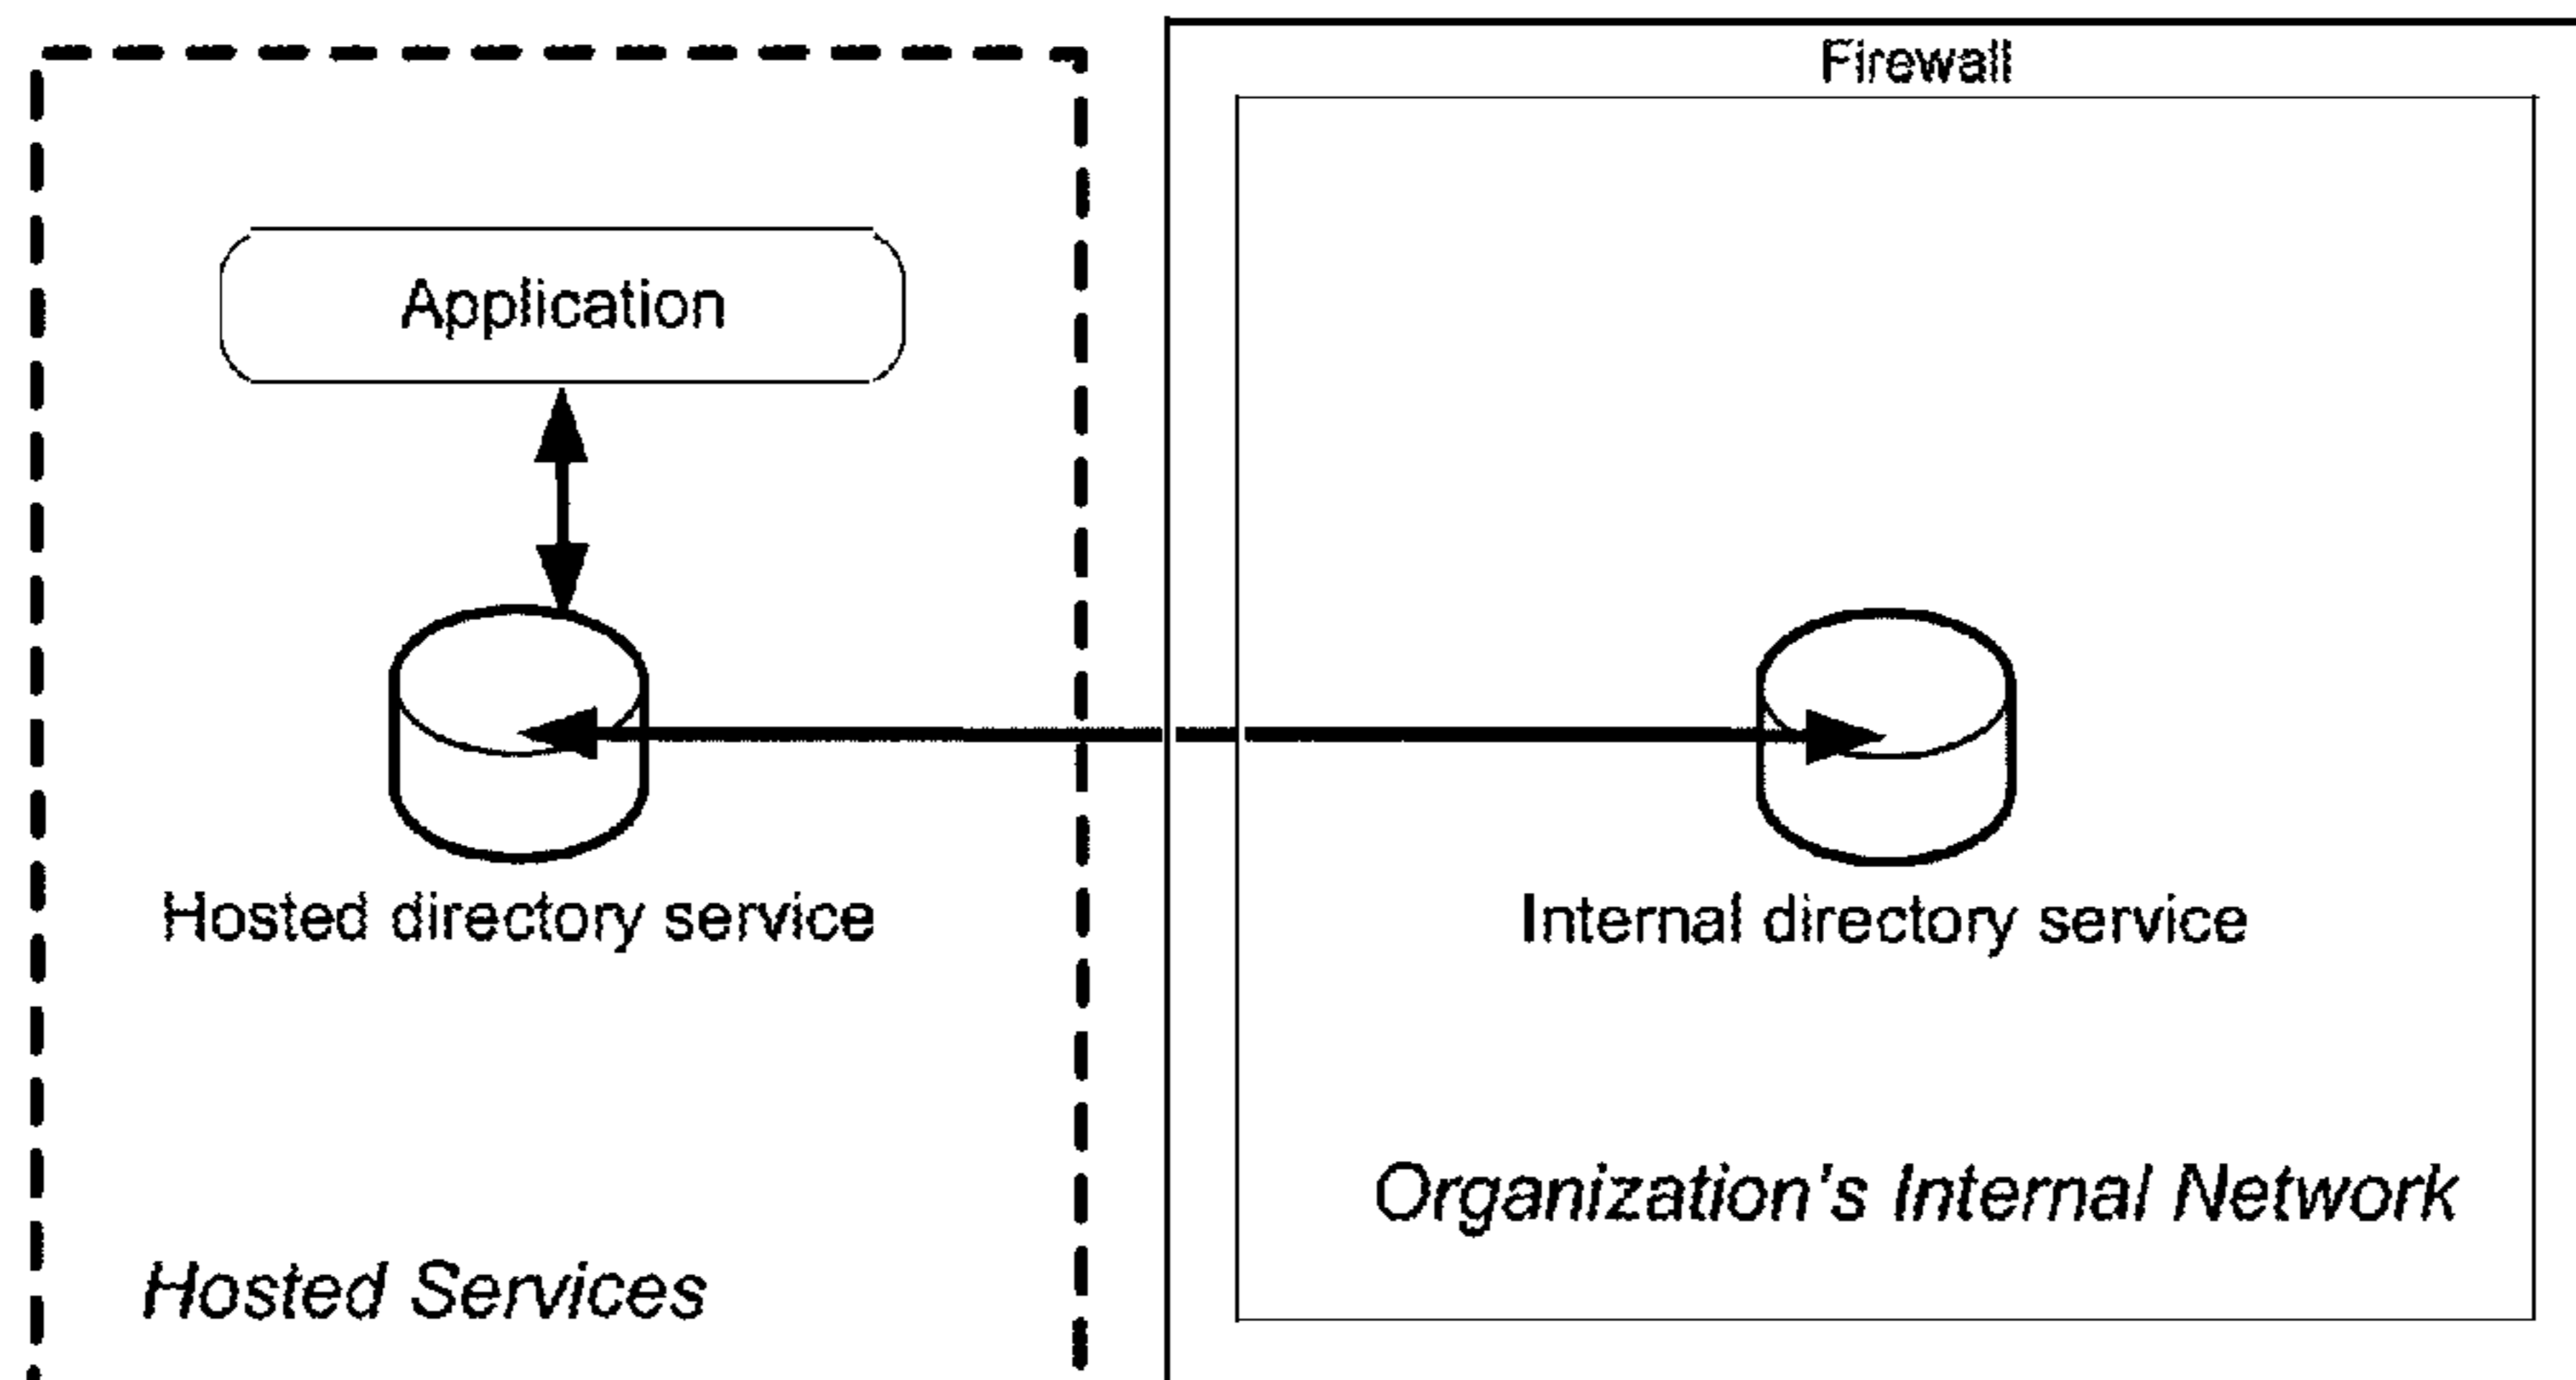 Firewall
Application
Hosted directory service
Internal directory service
Organization's Internal Network
Hosted Services